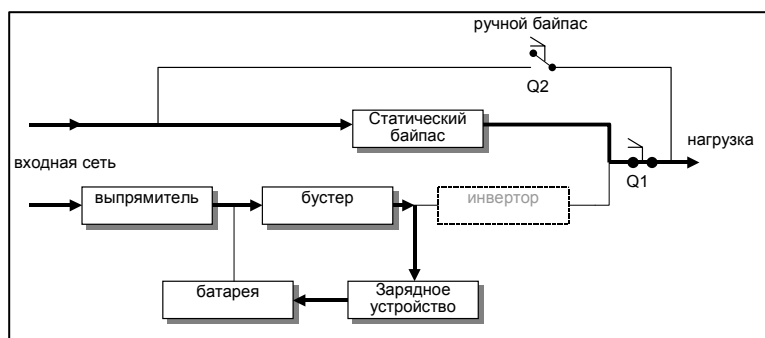 ручной байпас
Q2
Статический
байпас
нагрузка
входная сеть
Q1
выпрямитель
бустер
инвертор
батарея
Зарядное
устройство